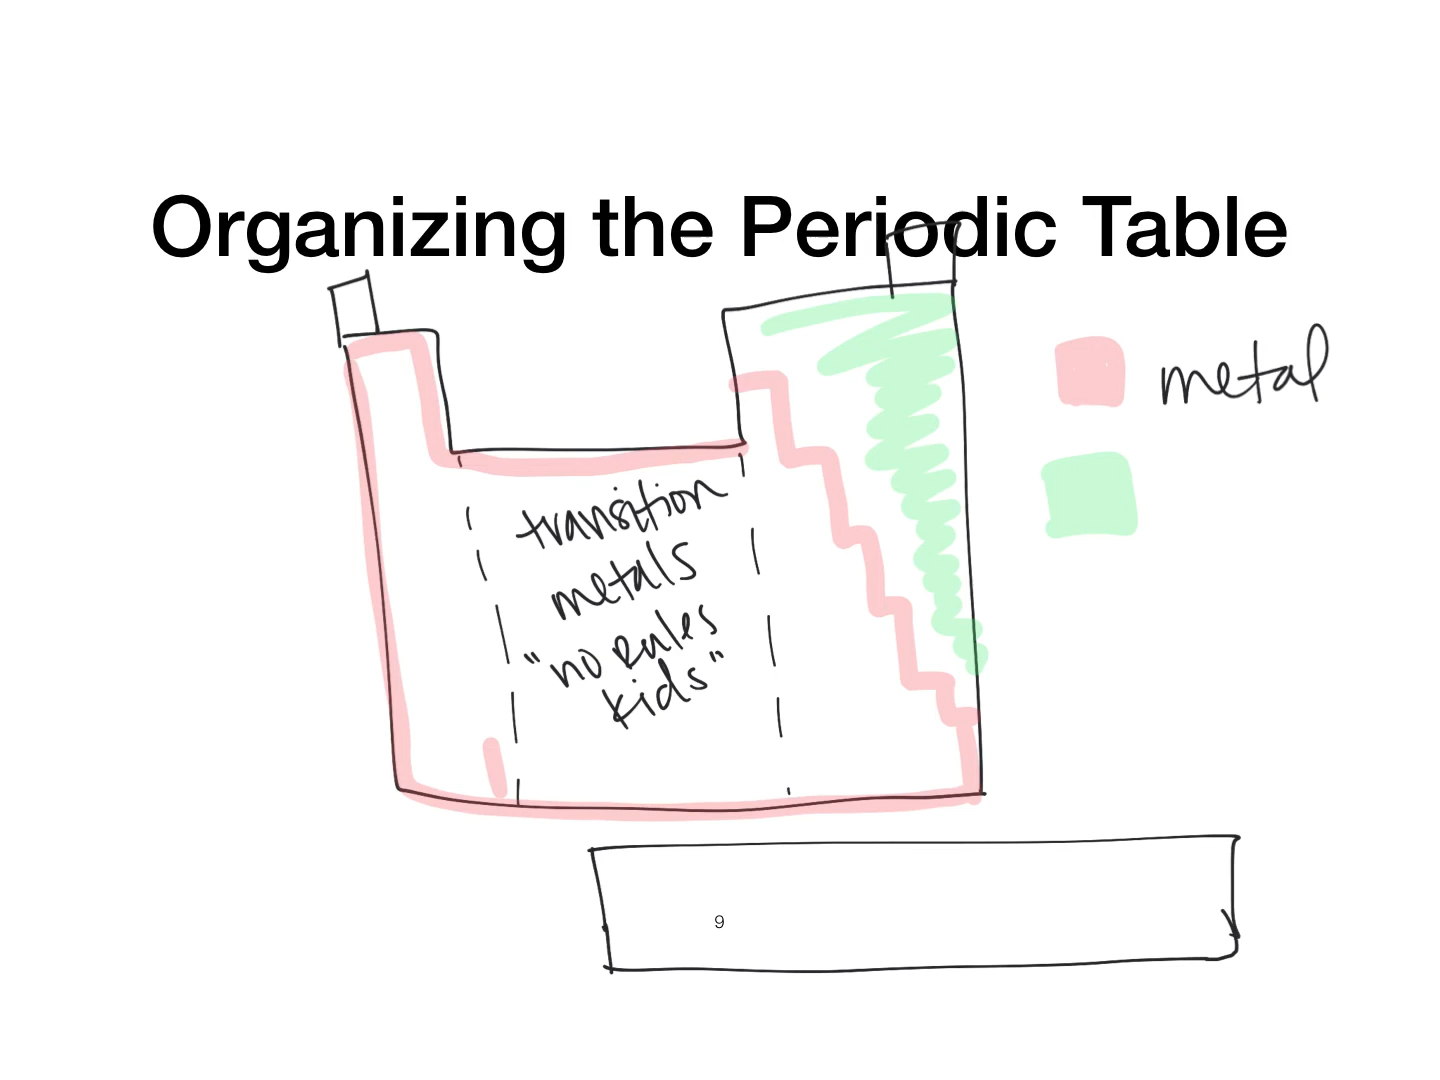 Organizing the Periodic Table
metal
transition
metals
"no Rules
kids"
9